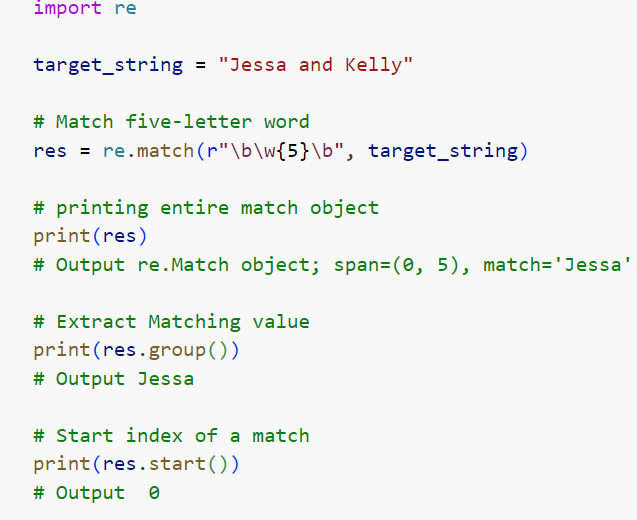 import re
target_string = "Jessa and Kelly"
# Match five-letter word
res = re.match(r"\b\w{5}\b", target_string)
# printing entire match object
print(res)
# Output re.Match object; span=(0, 5), match='Jessa'
# Extract Matching value
print(res.group())
# Output Jessa
# Start index of a match
print(res.start())
# Output  0